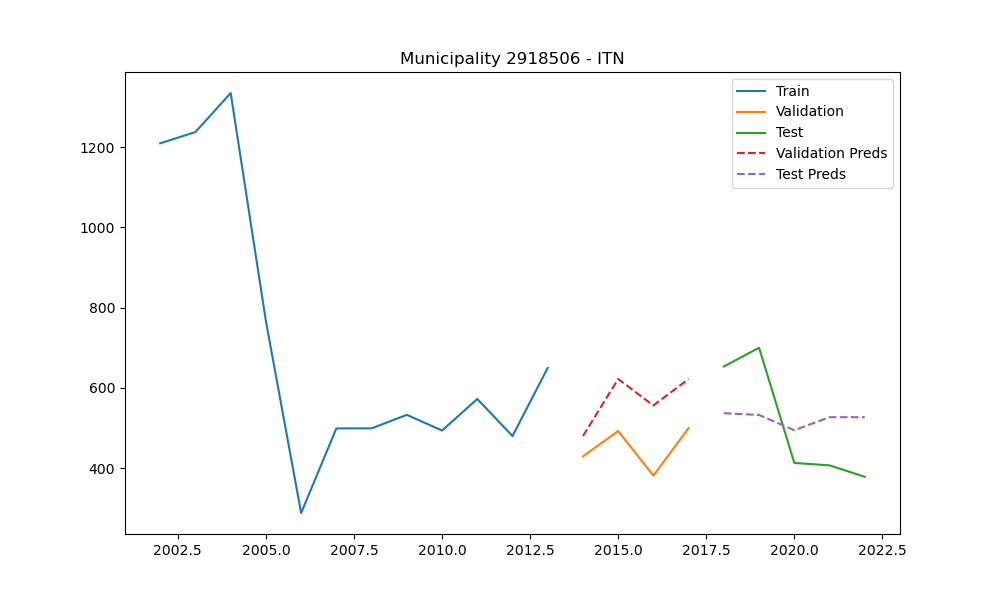 Municipality 2918506 - ITN
Train
Validation
Test
Validation Preds
Test Preds
1200
1000
800
600
400
2002.5 2005.0 2007.5 2010.0 2012.5 2015.0 2017.5 2020.0 2022.5